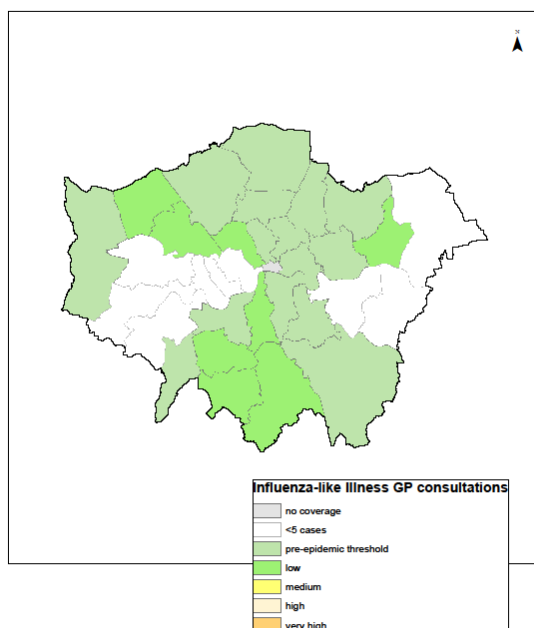 N
Influenza-like Illness GP consultations
no coverage
<5 cases
pre-epidemic threshold
low
medium
high
very high